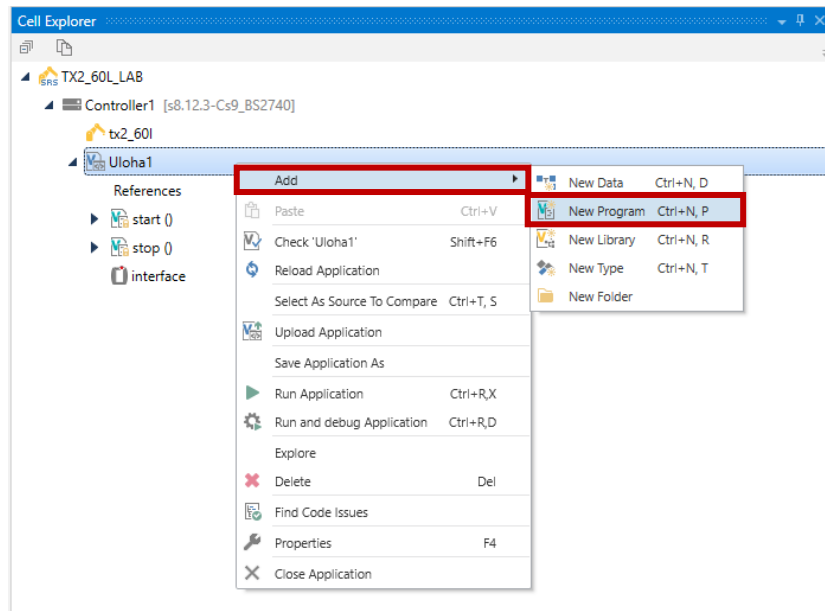 Cell Explorer
TX2_60L_LAB
Controller1 [s8.12.3-Cs9_BS2740]
tx2_60l
Uloha1
References
start ()
stop ()
interface
Add
Paste Ctrl+V
Check 'Uloha1' Shift+F6
Reload Application
Select As Source To Compare Ctrl+T, S
Upload Application
Save Application As
Run Application Ctrl+R,X
Run and debug Application Ctrl+R,D
Explore
Delete Del
Find Code Issues
Properties F4
Close Application
New Data Ctrl+N, D
New Program Ctrl+N, P
New Library Ctrl+N, R
New Type Ctrl+N, T
New Folder